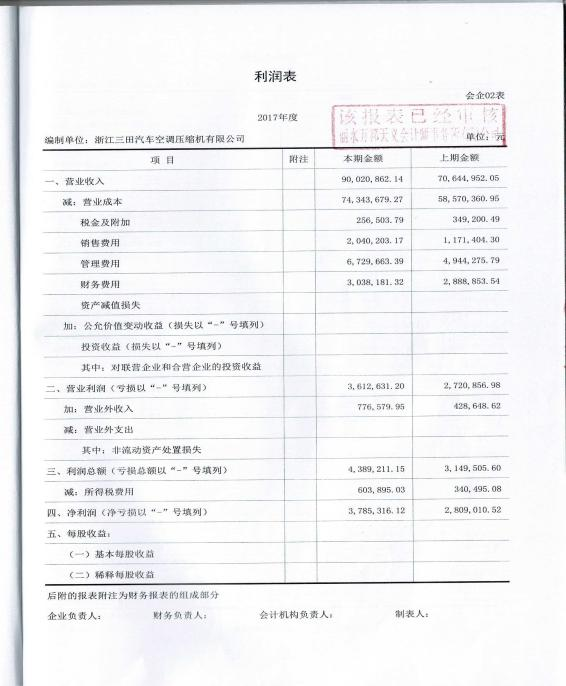 利润表
会企02表
2017年度
该报表已经审核
编制单位：浙江三田汽车空调压缩机有限公司 单位：元
项 目 附注 本期金额 上期金额
一、营业收入 90,020,862.14 70,644,952.05
减：营业成本 74,343,679.27 58,570,360.95
税金及附加 256,503.79 349,200.49
销售费用 2,040,203.17 1,171,404.30
管理费用 6,729,663.39 4,944,275.79
财务费用 3,038,181.32 2,888,853.54
资产减值损失
加：公允价值变动收益（损失以“-”号填列）
投资收益（损失以“-”号填列）
其中：对联营企业和合营企业的投资收益
二、营业利润（亏损以“-”号填列） 3,612,631.20 2,720,856.98
加：营业外收入 776,579.95 428,648.62
减：营业外支出
其中：非流动资产处置损失
三、利润总额（亏损总额以“-”号填列） 4,389,211.15 3,149,505.60
减：所得税费用 603,895.03 340,495.08
四、净利润（净亏损以“-”号填列） 3,785,316.12 2,809,010.52
五、每股收益：
（一）基本每股收益
（二）稀释每股收益
后附的报表附注为财务报表的组成部分
企业负责人： 财务负责人： 会计机构负责人： 制表人：